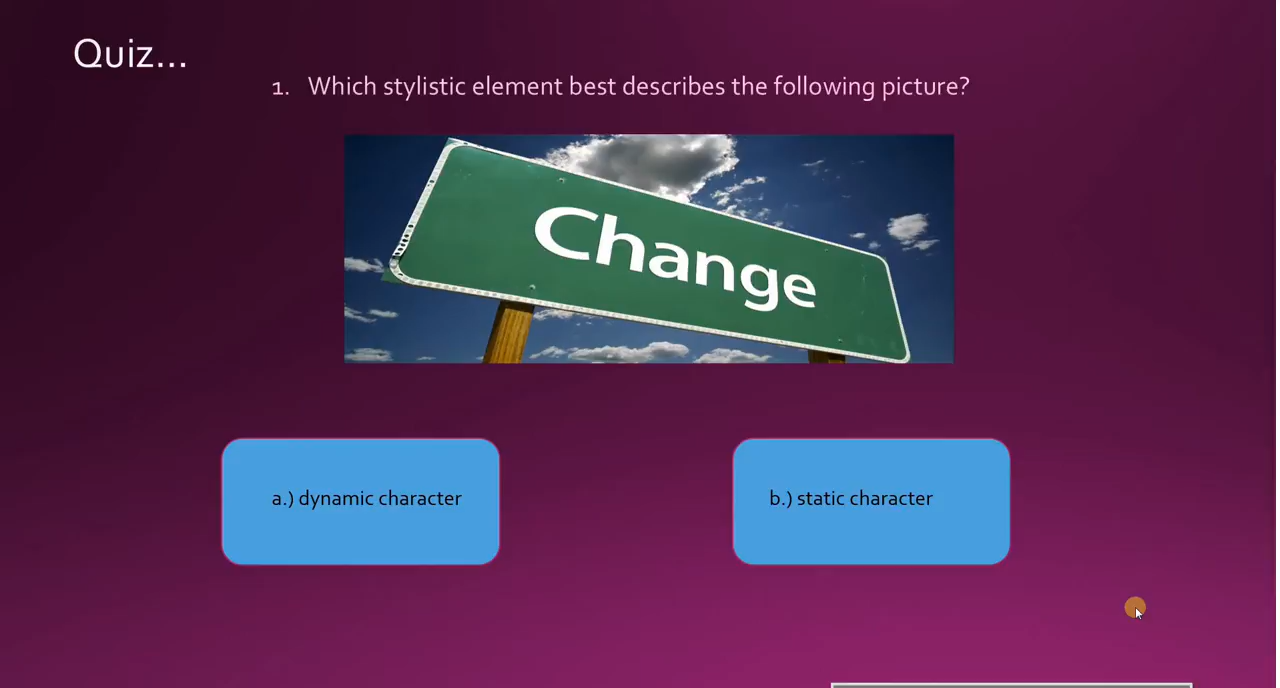 Quiz...
1. Which stylistic element best describes the following picture?
Change
a.) dynamic character
b.) static character